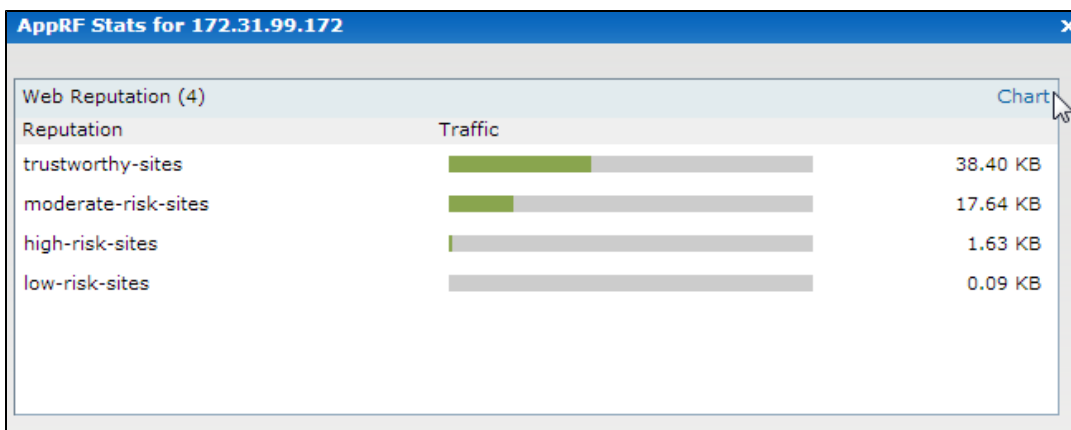 AppRF Stats for 172.31.99.172 x
Web Reputation (4) Chart
Reputation Traffic
trustworthy-sites 38.40 KB
moderate-risk-sites 17.64 KB
high-risk-sites 1.63 KB
low-risk-sites 0.09 KB